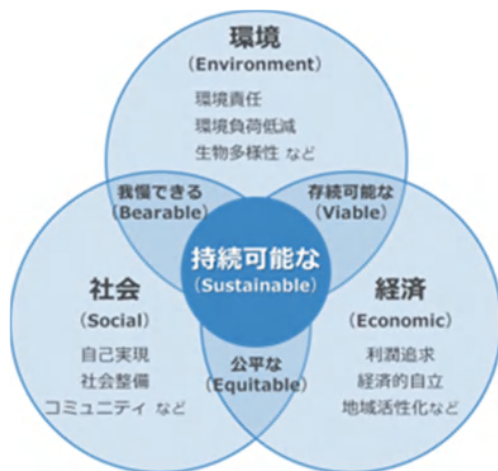 環境
(Environment)
環境責任
環境負荷低減
生物多様性 など
我慢できる
(Bearable)
存続可能な
(Viable)
持続可能な
(Sustainable)
社会
(Social)
自己実現
社会整備
コミュニティ など
経済
(Economic)
利潤追求
経済的自立
地域活性化など
公平な
(Equitable)